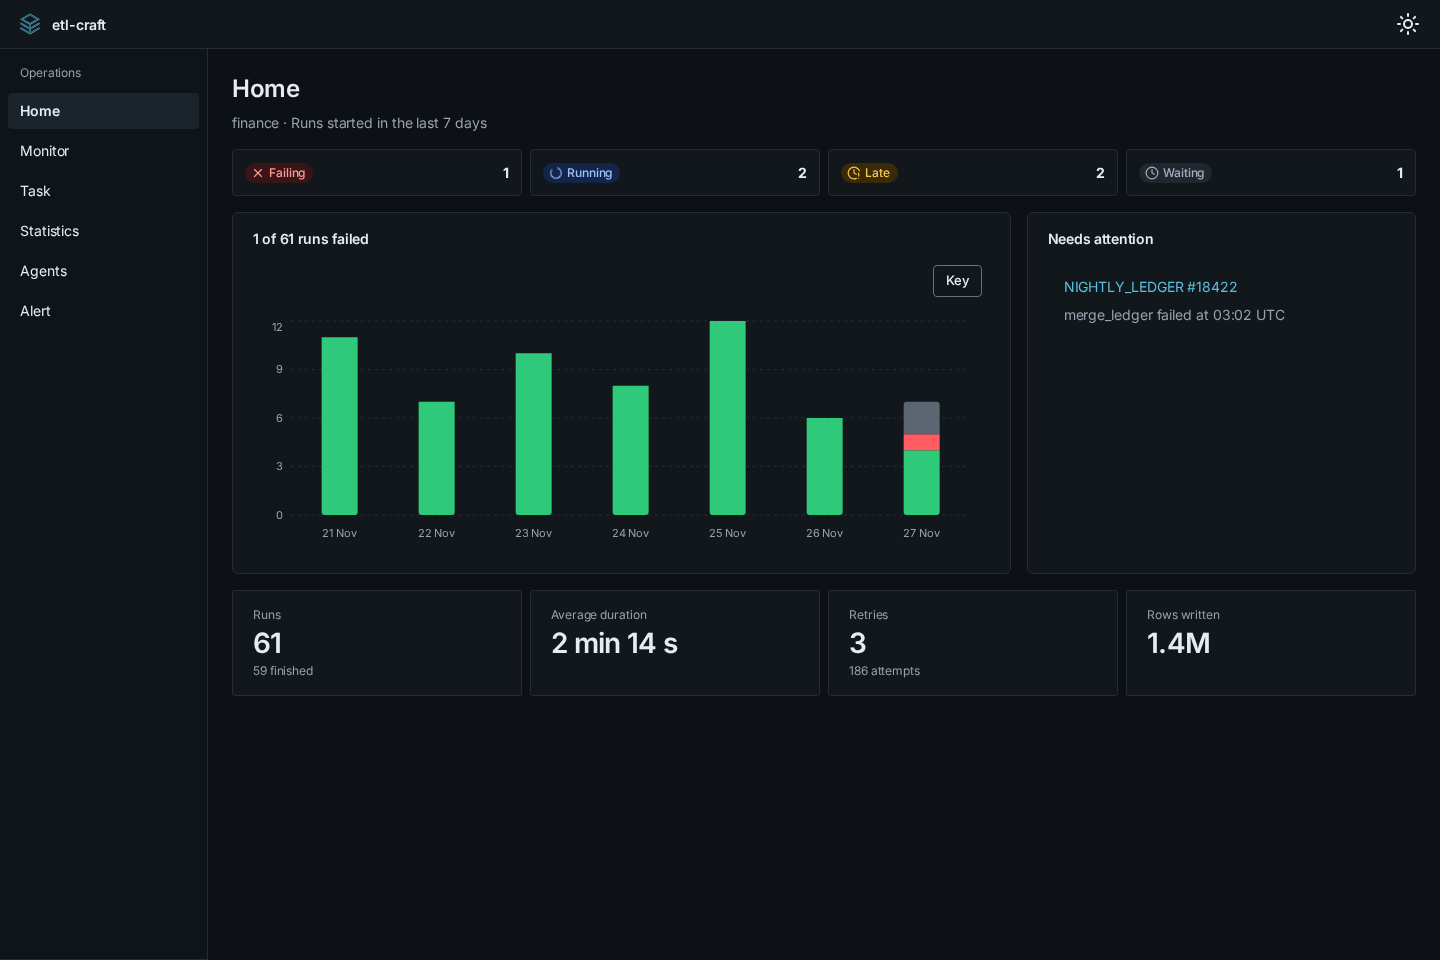 etl-craft
Operations
Home
Monitor
Task
Statistics
Agents
Alert
Home
finance · Runs started in the last 7 days
Failing 1
Running 2
Late 2
Waiting 1
1 of 61 runs failed
Key
12
9
6
3
0
21 Nov 22 Nov 23 Nov 24 Nov 25 Nov 26 Nov 27 Nov
Needs attention
NIGHTLY_LEDGER #18422
merge_ledger failed at 03:02 UTC
Runs
61
59 finished
Average duration
2 min 14 s
Retries
3
186 attempts
Rows written
1.4M